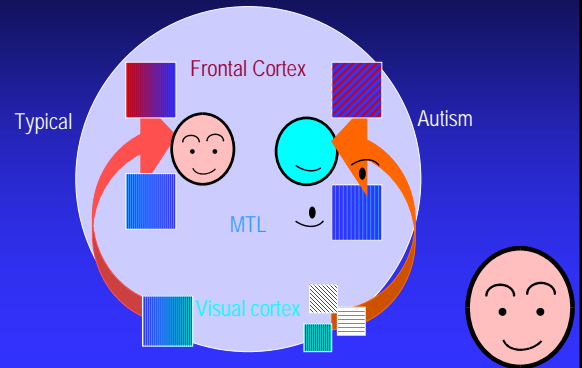 Frontal Cortex
Typical
Autism
MTL
Visual cortex